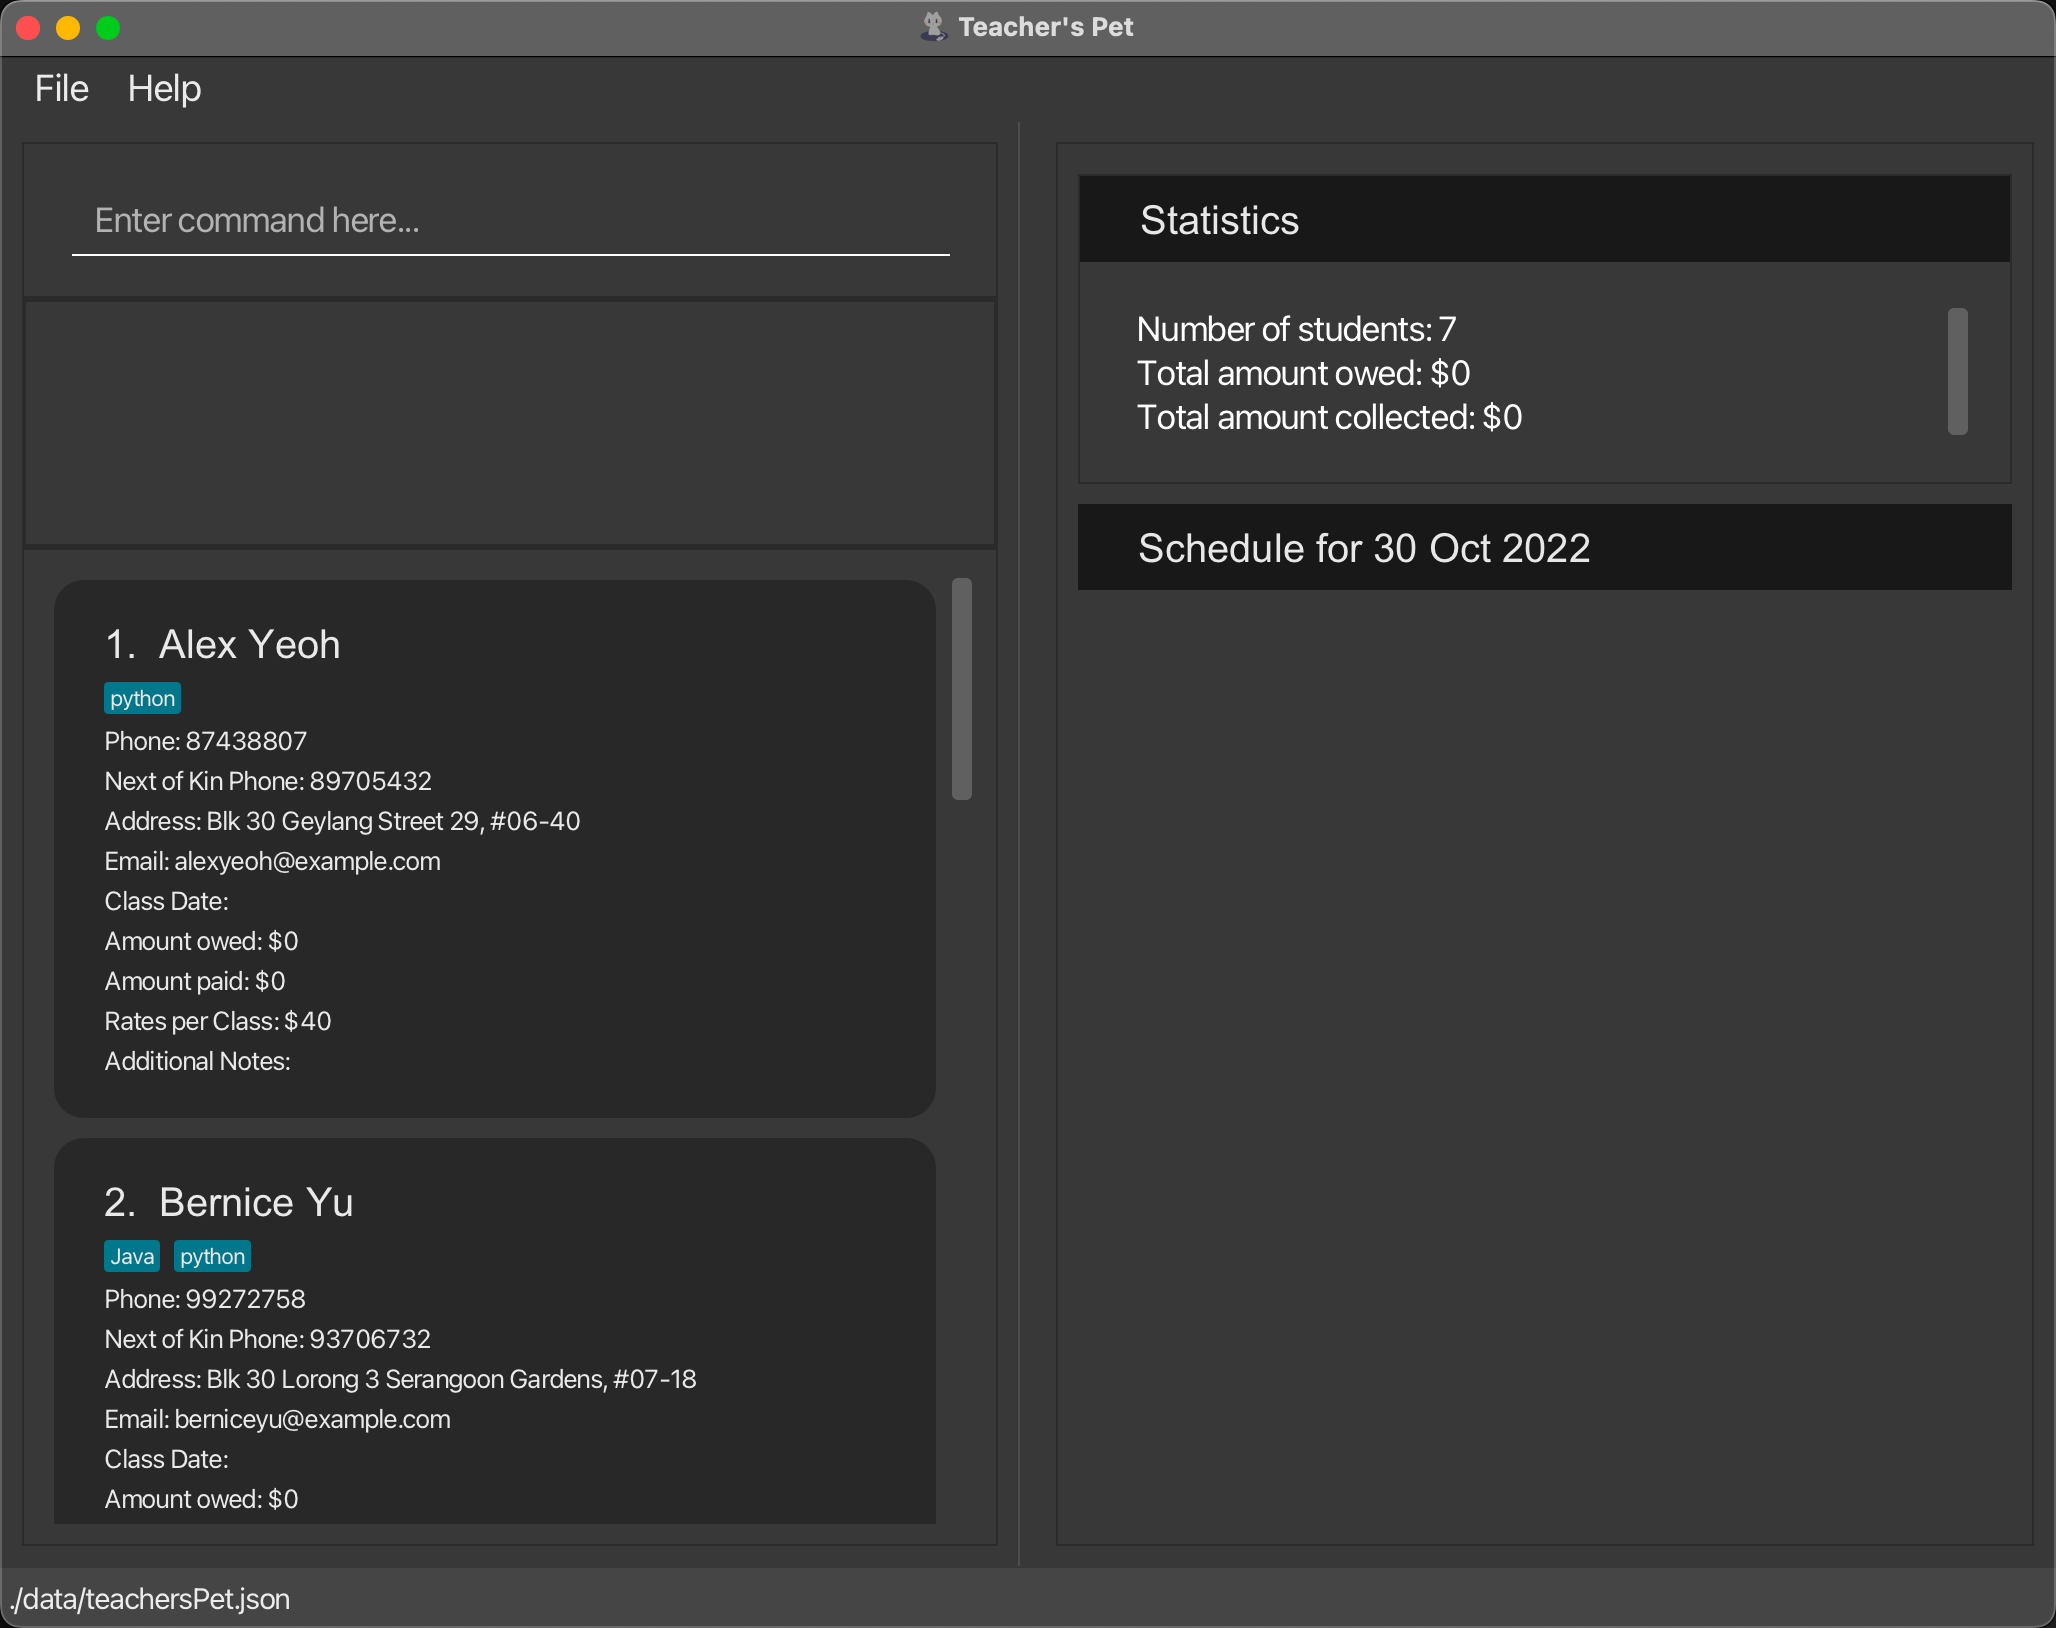 Teacher's Pet
File Help
Enter command here...
1. Alex Yeoh
python
Phone: 87438807
Next of Kin Phone: 89705432
Address: Blk 30 Geylang Street 29, #06-40
Email: alexyeoh@example.com
Class Date:
Amount owed: $0
Amount paid: $0
Rates per Class: $40
Additional Notes:
2. Bernice Yu
Java python
Phone: 99272758
Next of Kin Phone: 93706732
Address: Blk 30 Lorong 3 Serangoon Gardens, #07-18
Email: berniceyu@example.com
Class Date:
Amount owed: $0
Statistics
Number of students: 7
Total amount owed: $0
Total amount collected: $0
Schedule for 30 Oct 2022
./data/teachersPet.json